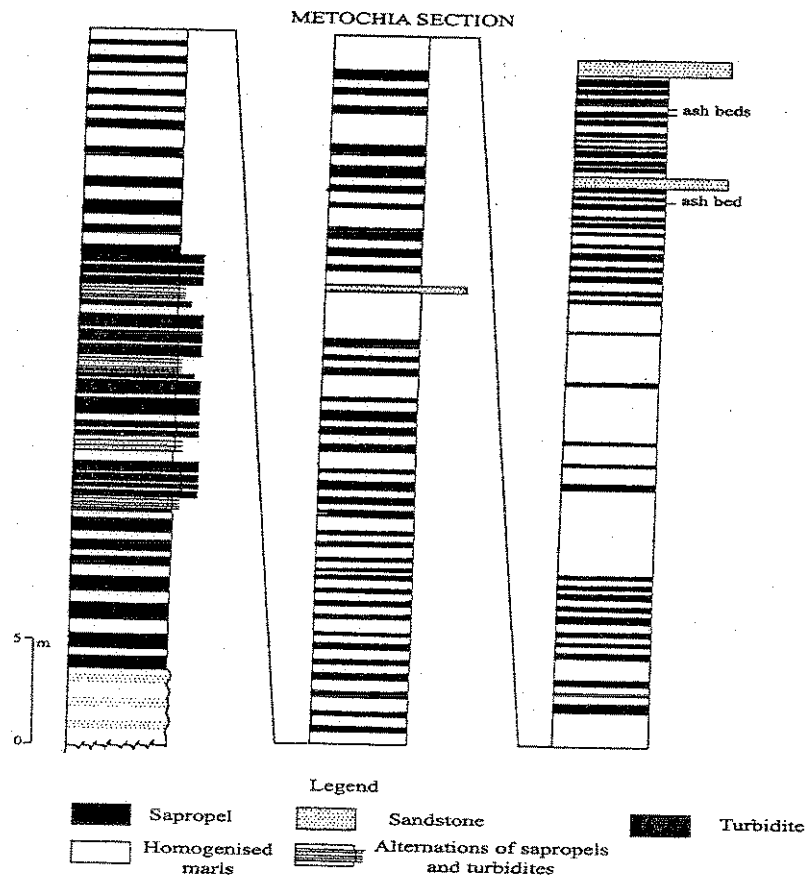 METOCHIA SECTION
ash beds
ash bed
5 m
0
Legend
Sapropel
Sandstone
Turbidite
Homogenised
marls
Alternations of sapropels
and turbidites